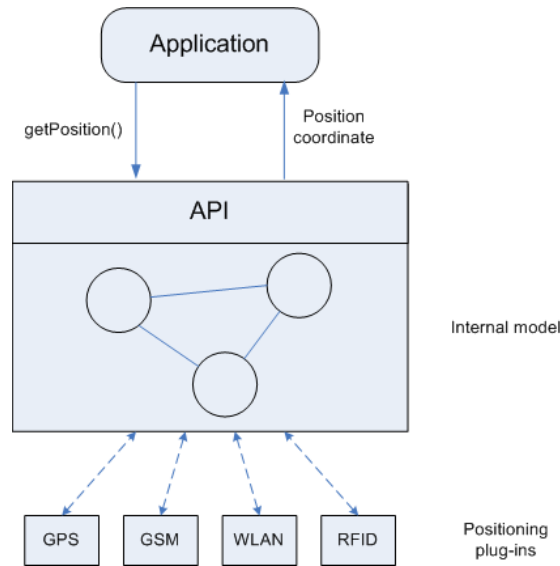 Application
getPosition()
Position
coordinate
API
Internal model
GPS
GSM
WLAN
RFID
Positioning
plug-ins